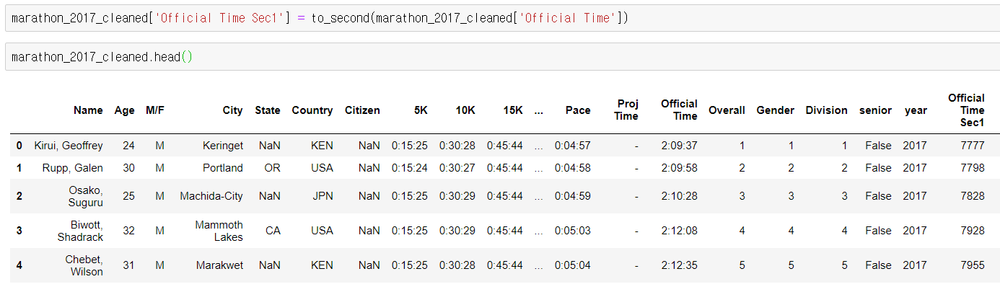 marathon_2017_cleaned['Official Time Sec1'] = to_second(marathon_2017_cleaned['Official Time'])
marathon_2017_cleaned.head()
Name Age M/F City State Country Citizen 5K 10K 15K ... Pace Proj Time Official Time Overall Gender Division senior year Official Time Sec1
0 Kirui, Geoffrey 24 M Keringet NaN KEN NaN 0:15:25 0:30:28 0:45:44 ... 0:04:57 - 2:09:37 1 1 1 False 2017 7777
1 Rupp, Galen 30 M Portland OR USA NaN 0:15:24 0:30:27 0:45:44 ... 0:04:58 - 2:09:58 2 2 2 False 2017 7798
2 Osako, Suguru 25 M Machida-City NaN JPN NaN 0:15:25 0:30:29 0:45:44 ... 0:04:59 - 2:10:28 3 3 3 False 2017 7828
3 Biwott, Shadrack 32 M Mammoth Lakes CA USA NaN 0:15:25 0:30:29 0:45:44 ... 0:05:03 - 2:12:08 4 4 4 False 2017 7928
4 Chebet, Wilson 31 M Marakwet NaN KEN NaN 0:15:25 0:30:28 0:45:44 ... 0:05:04 - 2:12:35 5 5 5 False 2017 7955